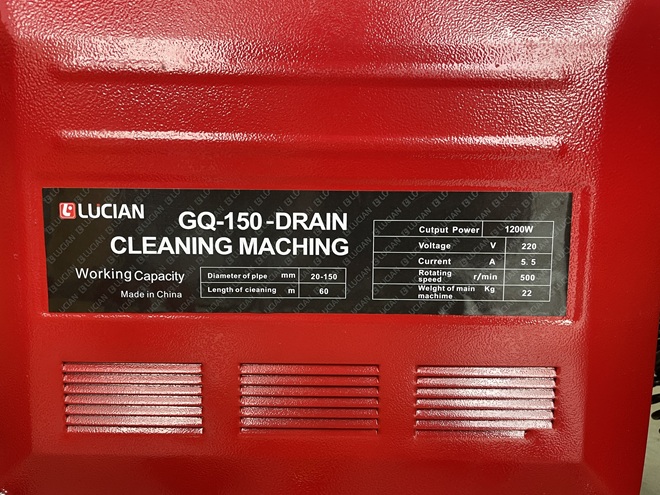 LUCIAN
GQ-150-DRAIN
CLEANING MACHING
Working Capacity
Made in China
Diameter of pipe mm 20-150
Length of cleaning m 60
Cutput Power 1200W
Voltage V 220
Current A 5.5
Rotating speed r/min 500
Welght of main machime Kg 22